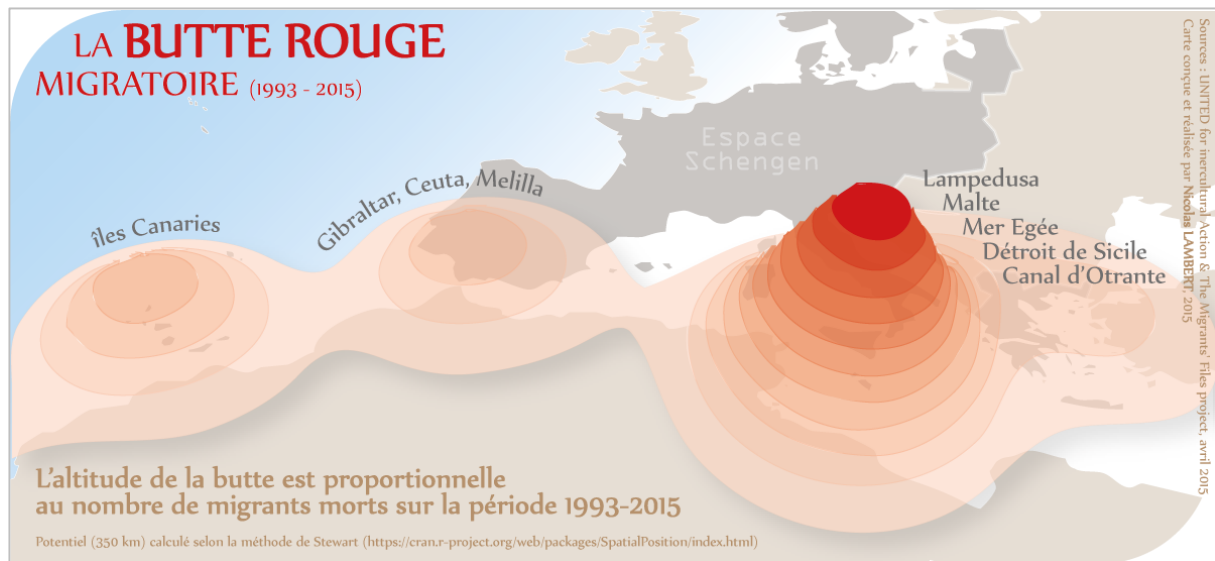 LA BUTTE ROUGE
MIGRATOIRE (1993 - 2015)
Espace
Schengen
îles Canaries
Gibraltar, Ceuta, Melilla
Lampedusa
Malte
Mer Egée
Détroit de Sicile
Canal d'Otrante
L'altitude de la butte est proportionnelle
au nombre de migrants morts sur la période 1993-2015
Potentiel (350 km) calculé selon la méthode de Stewart (https://cran.r-project.org/web/packages/SpatialPosition/index.html)
Sources : UNITED for inercultural Action & The Migrants' Files project, avril 2015
Carte conçue et réalisée par Nicolas LAMBERT, 2015